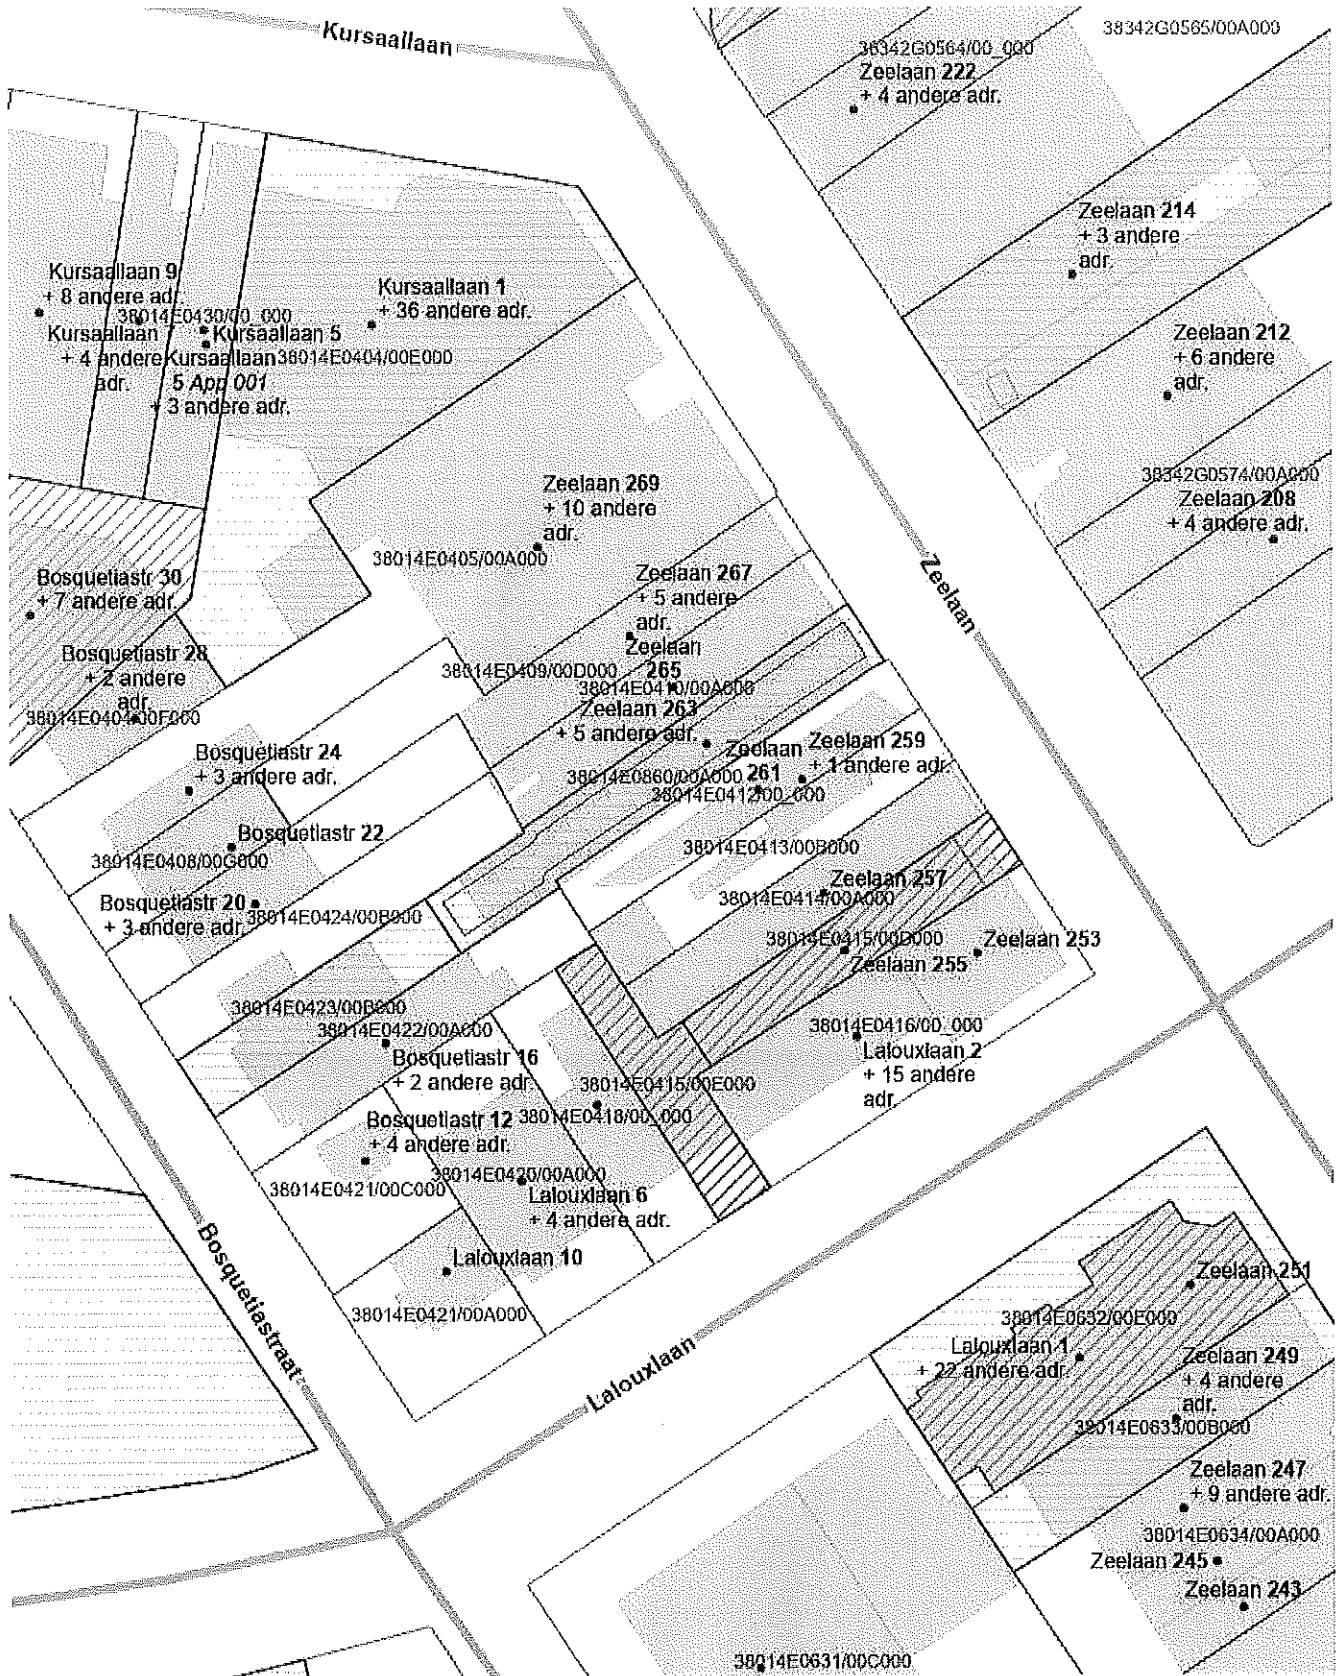 Kursaallaan
38342G0565/00A000
38342G0564/00_000
Zeelaan 222
+ 4 andere adr.
Zeelaan 214
+ 3 andere
adr.
Kursaallaan 9
+ 8 andere adr.
38014E0430/00_000
Kursaallaan
+ 4 andere
adr.
Kursaallaan 5
Kursaallaan
5 App 001
+ 3 andere adr.
Kursaallaan 1
+ 36 andere adr.
38014E0404/00E000
Zeelaan 212
+ 6 andere
adr.
38342G0574/00A000
Zeelaan 208
+ 4 andere adr.
Zeelaan 269
+ 10 andere
adr.
38014E0405/00A000
Zeelaan
Bosquetiastr 30
+ 7 andere adr.
Bosquetiastr 28
+ 2 andere
adr.
38014E0404/00F000
Zeelaan 267
+ 5 andere
adr.
Zeelaan
265
38014E0409/00D000
38014E0410/00A000
Zeelaan 263
+ 5 andere adr.
Bosquetiastr 24
+ 3 andere adr.
Zeelaan
261
Zeelaan 259
+ 1 andere adr.
38014E0860/00A000
38014E0412/00_000
Bosquetiastr 22
38014E0408/00G000
38014E0413/00B000
Bosquetiastr 20
+ 3 andere adr.
38014E0424/00B000
Zeelaan 257
38014E0414/00A000
38014E0415/00D000
Zeelaan 255
Zeelaan 253
38014E0423/00B000
38014E0422/00A000
Bosquetiastr 16
+ 2 andere adr.
38014E0416/00_000
Lalouxlaan 2
+ 15 andere
adr.
38014E0415/00E000
38014E0418/00_000
Bosquetiastr 12
+ 4 andere adr.
38014E0420/00A000
38014E0421/00C000
Lalouxlaan 6
+ 4 andere adr.
Lalouxlaan 10
38014E0421/00A000
Bosquetiastraat
Lalouxlaan
Zeelaan 251
38014E0632/00E000
Lalouxlaan 1
+ 22 andere adr.
Zeelaan 249
+ 4 andere
adr.
38014E0633/00B000
Zeelaan 247
+ 9 andere adr.
38014E0634/00A000
Zeelaan 245
Zeelaan 243
38014E0631/00C000